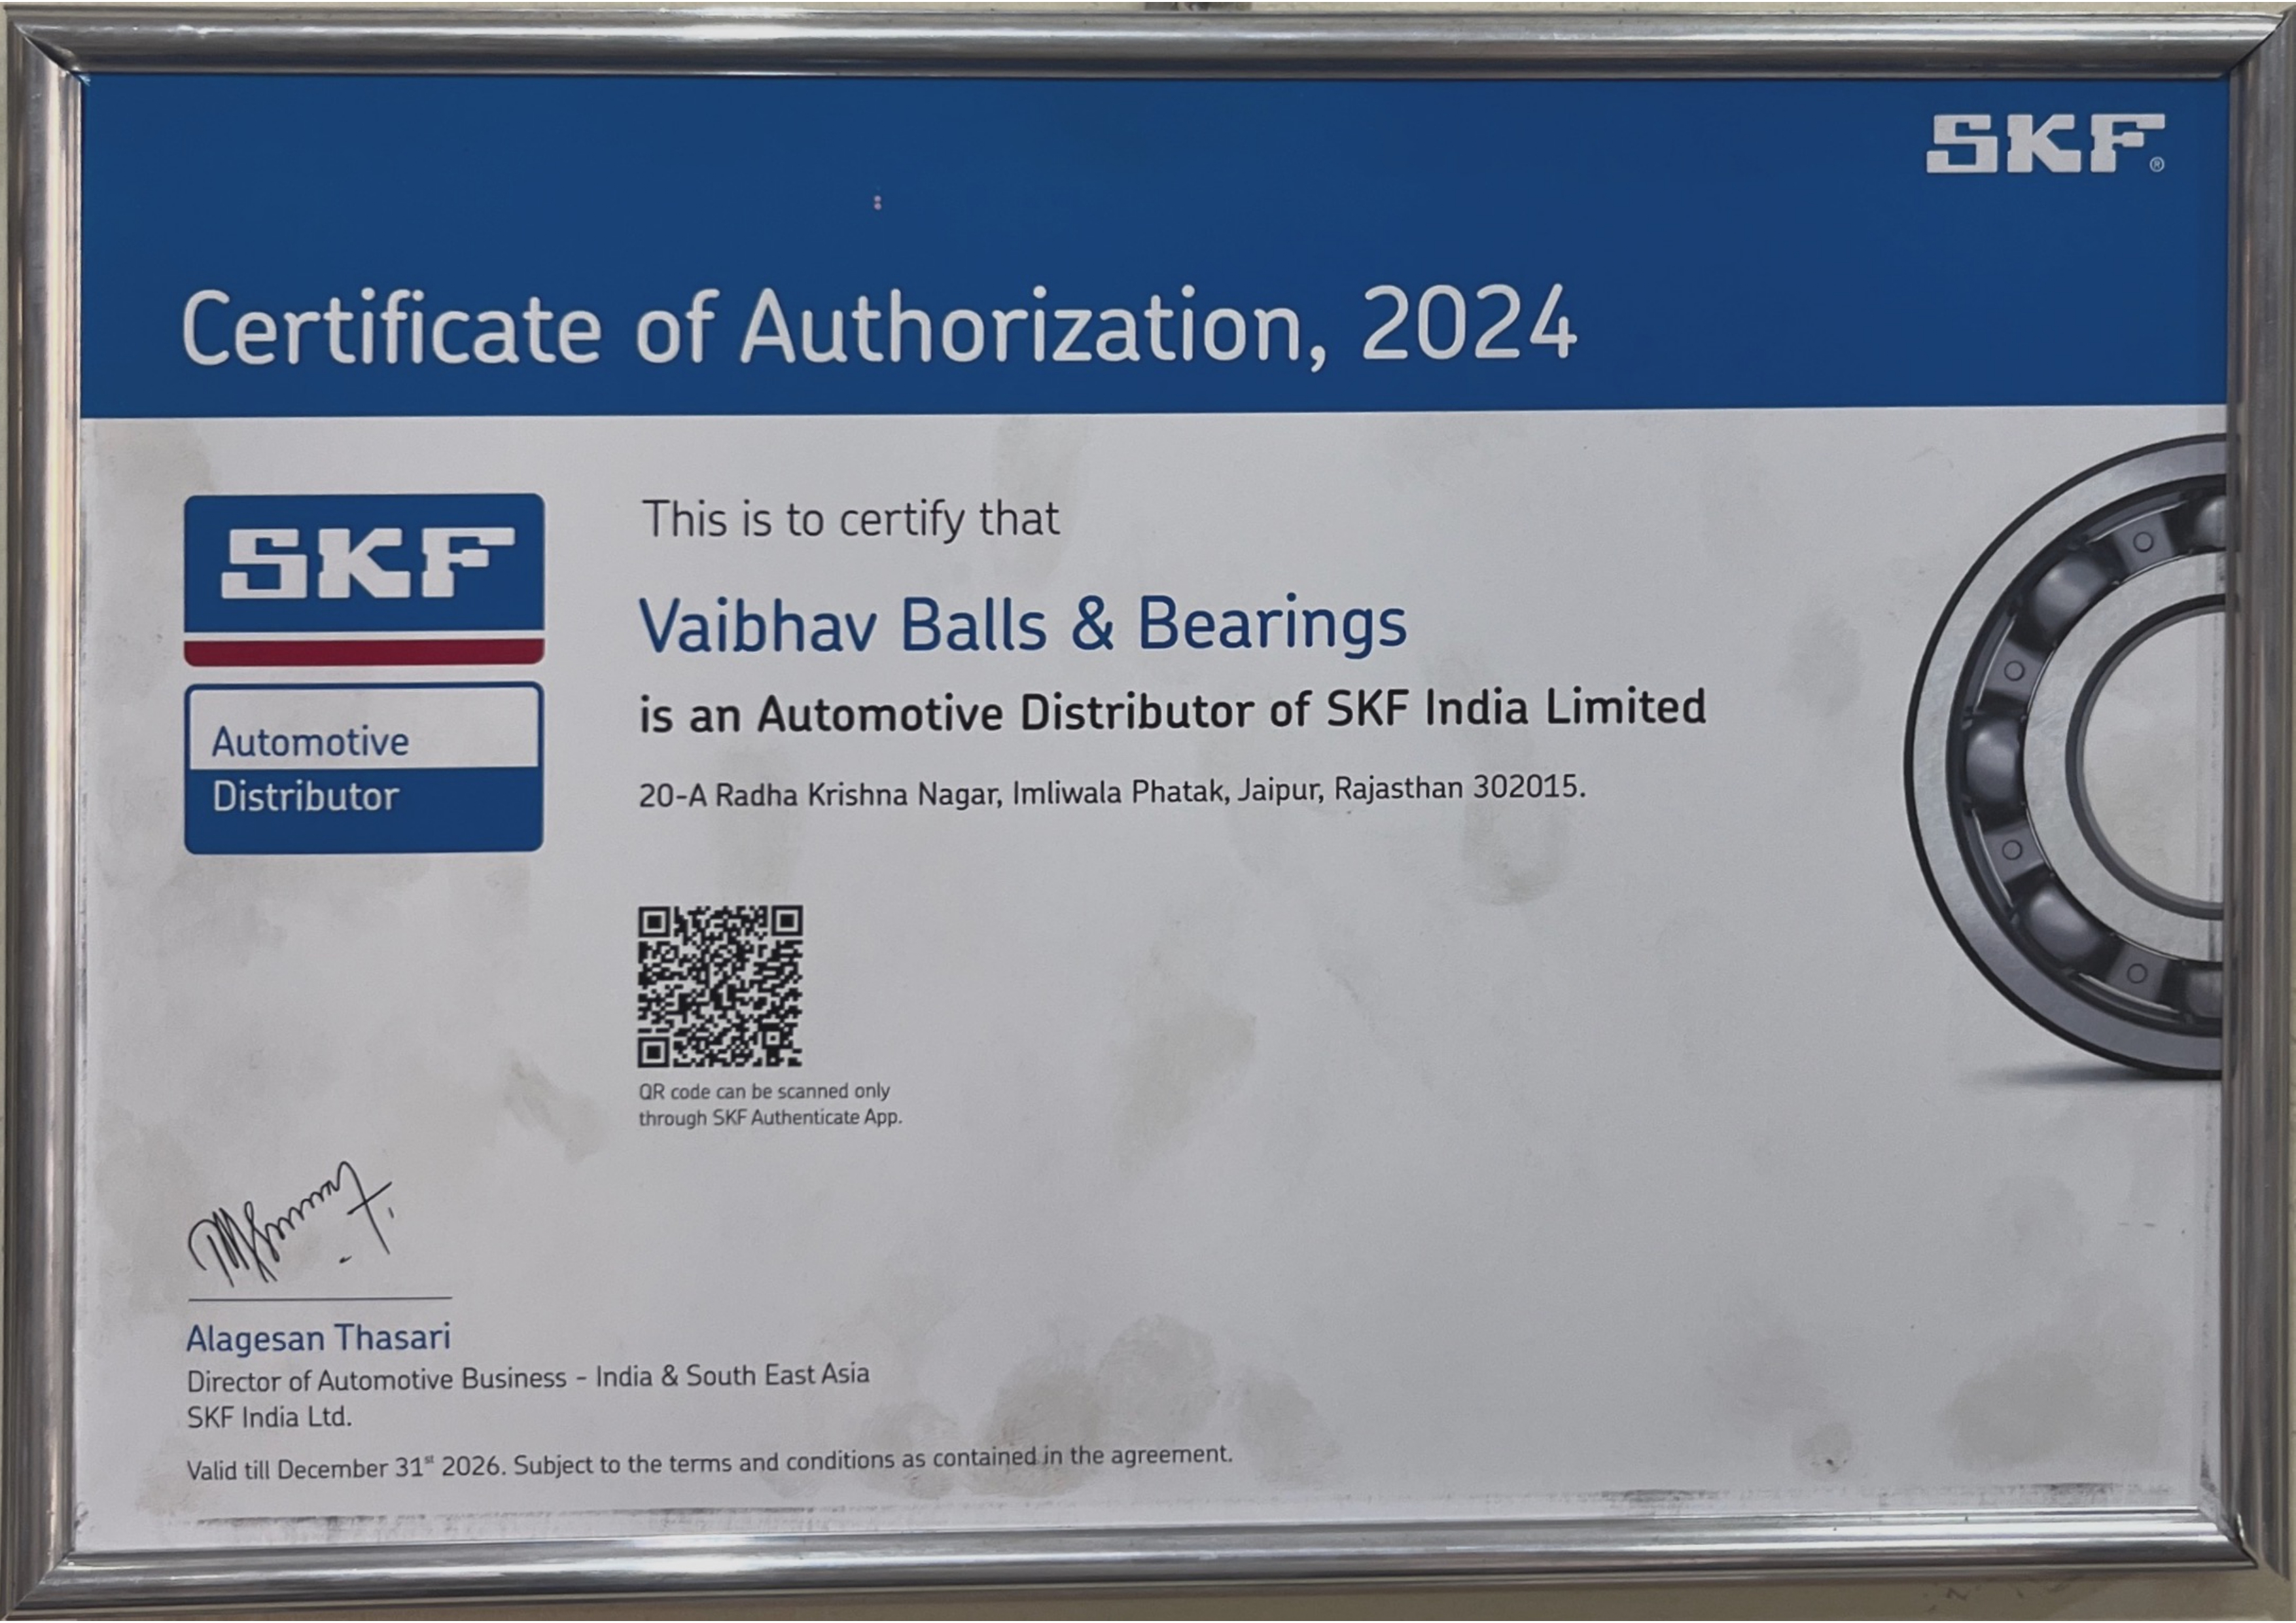 SKF®
Certificate of Authorization, 2024
SKF
Automotive
Distributor
This is to certify that
Vaibhav Balls & Bearings
is an Automotive Distributor of SKF India Limited
20-A Radha Krishna Nagar, Imliwala Phatak, Jaipur, Rajasthan 302015.
QR code can be scanned only
through SKF Authenticate App.
Alagesan Thasari
Director of Automotive Business - India & South East Asia
SKF India Ltd.
Valid till December 31st 2026. Subject to the terms and conditions as contained in the agreement.